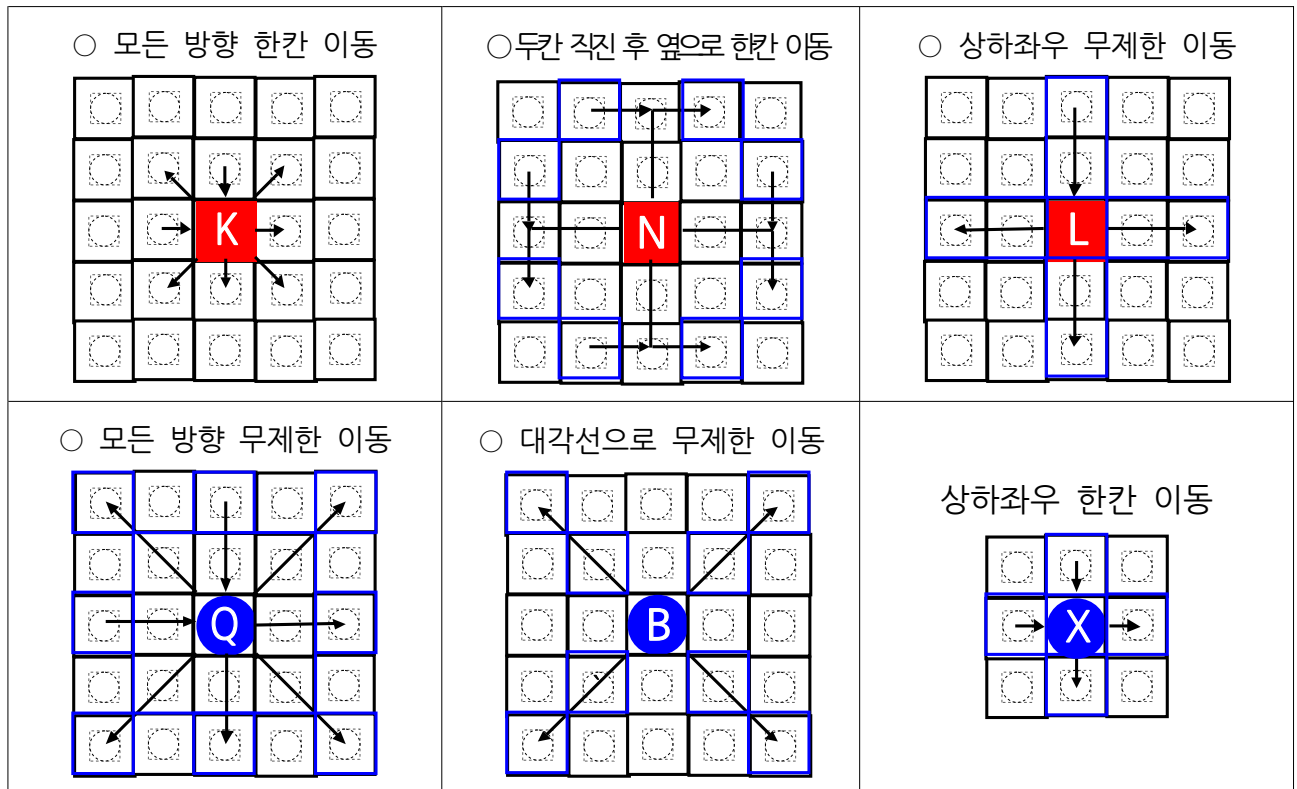 ○ 모든 방향 한칸 이동
○두칸 직진 후 옆으로 한칸 이동
○ 상하좌우 무제한 이동
K
N
L
○ 모든 방향 무제한 이동
○ 대각선으로 무제한 이동
상하좌우 한칸 이동
Q
B
X